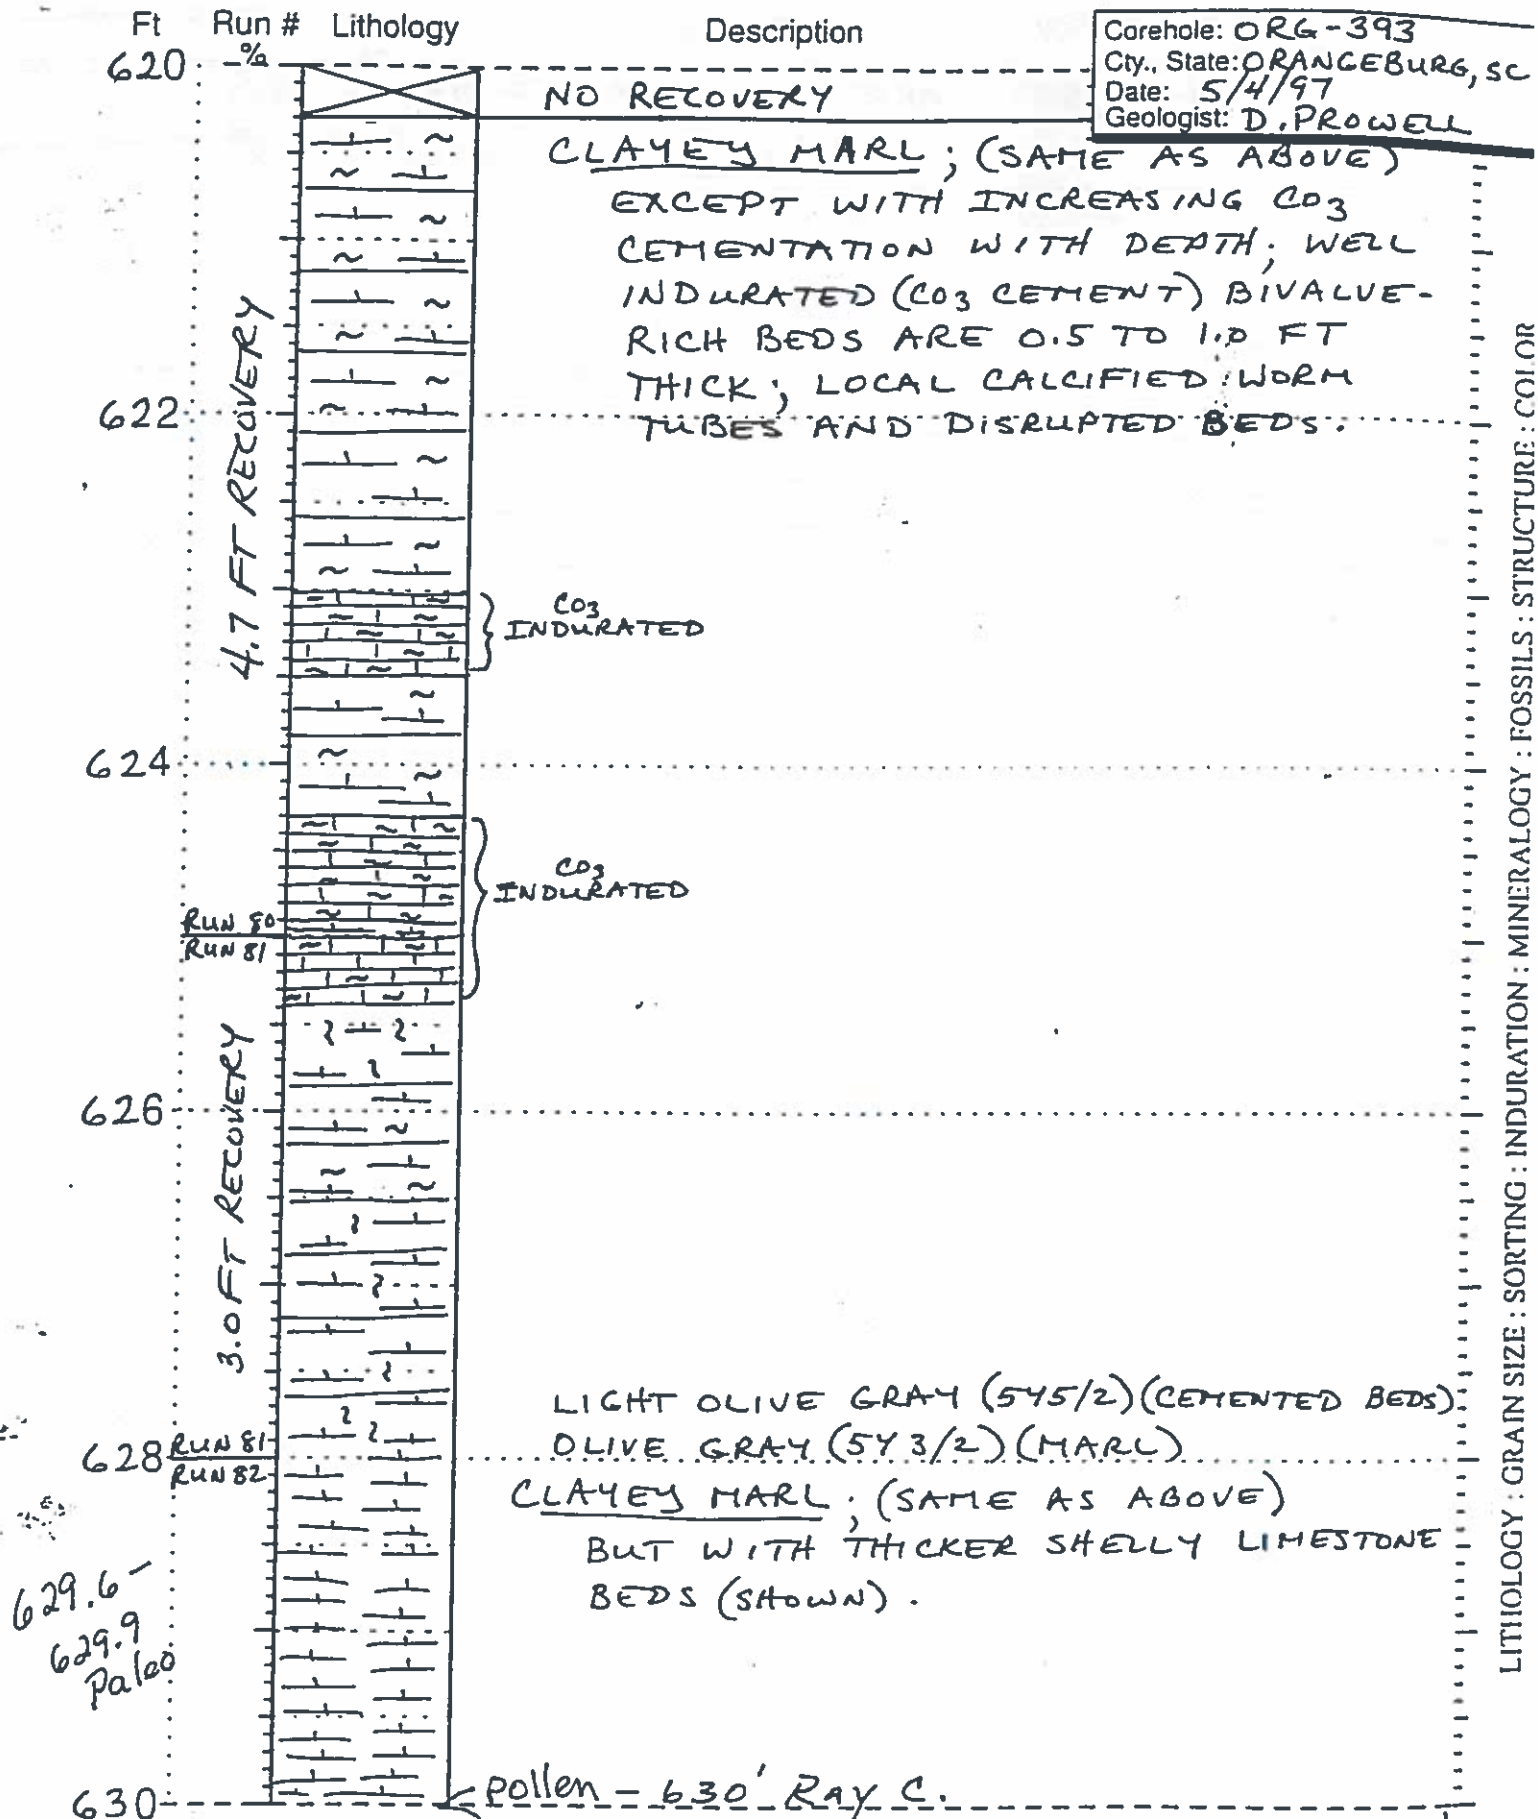 Ft Run # Lithology Description
-%
Corehole: ORG-393
Cty., State: ORANGEBURG, SC
Date: 5/4/97
Geologist: D. PROWELL
620
NO RECOVERY
CLAYEY MARL; (SAME AS ABOVE)
EXCEPT WITH INCREASING CO3
CEMENTATION WITH DEPTH; WELL
INDURATED (CO3 CEMENT) BIVALVE-
RICH BEDS ARE 0.5 TO 1.0 FT
THICK; LOCAL CALCIFIED WORM
TUBES AND DISRUPTED BEDS.
622
4.7 FT RECOVERY
CO3
INDURATED
624
CO3
INDURATED
RUN 80
RUN 81
626
3.0 FT RECOVERY
LIGHT OLIVE GRAY (5Y5/2) (CEMENTED BEDS)
OLIVE GRAY (5Y 3/2) (MARL)
RUN 81
628
RUN 82
CLAYEY MARL; (SAME AS ABOVE)
BUT WITH THICKER SHELLY LIMESTONE
BEDS (SHOWN).
629.6-
629.9
Paleo
630
pollen - 630' RAY C.
LITHOLOGY : GRAIN SIZE : SORTING : INDURATION : MINERALOGY : FOSSILS : STRUCTURE : COLOR